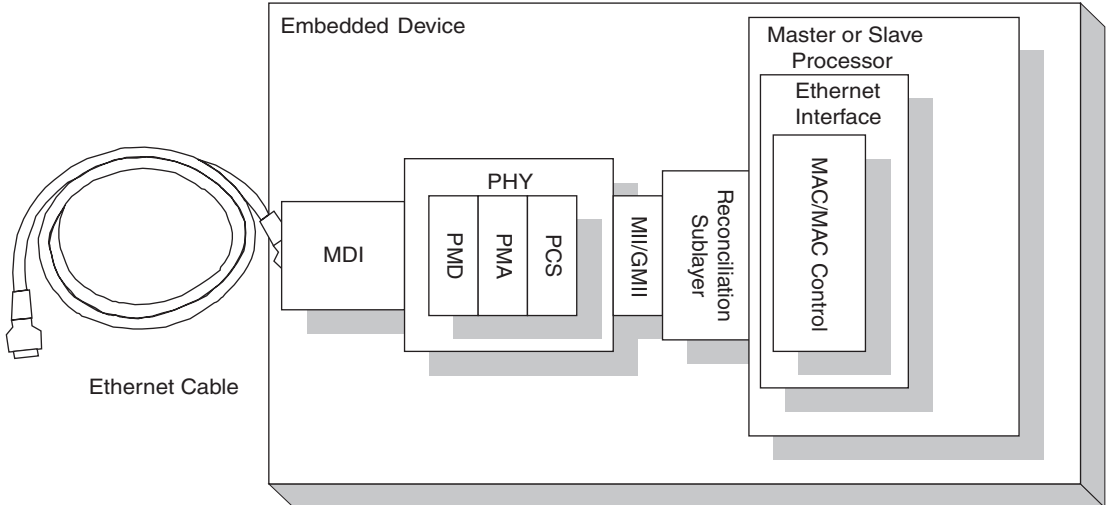 Embedded Device
Master or Slave
Processor
Ethernet
Interface
MAC/MAC Control
PHY
MDI
PMD
PMA
PCS
MII/GMII
Reconciliation
Sublayer
Ethernet Cable